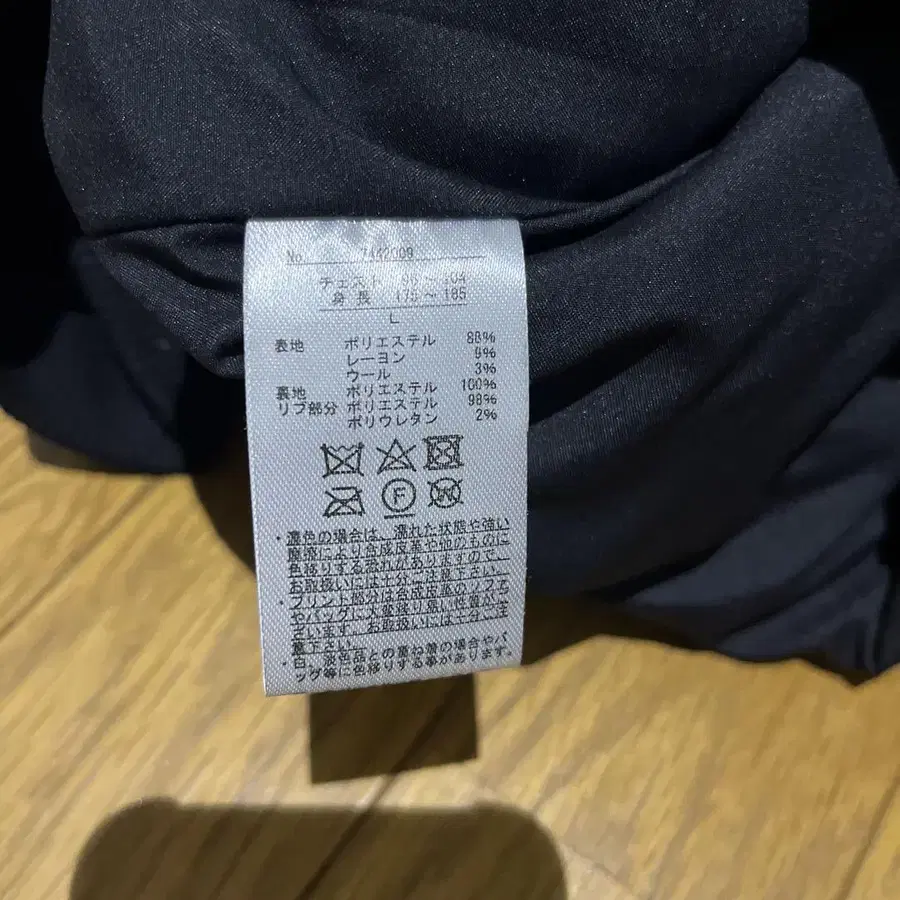 No. 7442009
チェスト 96 ～ 104
身長 175 ～ 185
L
表地 ポリエステル 88%
レーヨン 9%
ウール 3%
裏地 ポリエステル 100%
リブ部分 ポリエステル 98%
ポリウレタン 2%
F
W
・濃色の場合は、濡れた状態や強い
摩擦により合成皮革や他のものに
色移りする恐れがありますので、
お取扱いには十分ご注意下さい。
・プリント部分は合成皮革のソファ
やバッグに大変移り易い性質がご
ざいます。お取扱いには十分ご注
意下さい。
・白、淡色品との重ね着の場合やバ
ッグ等に色移りする事があります。